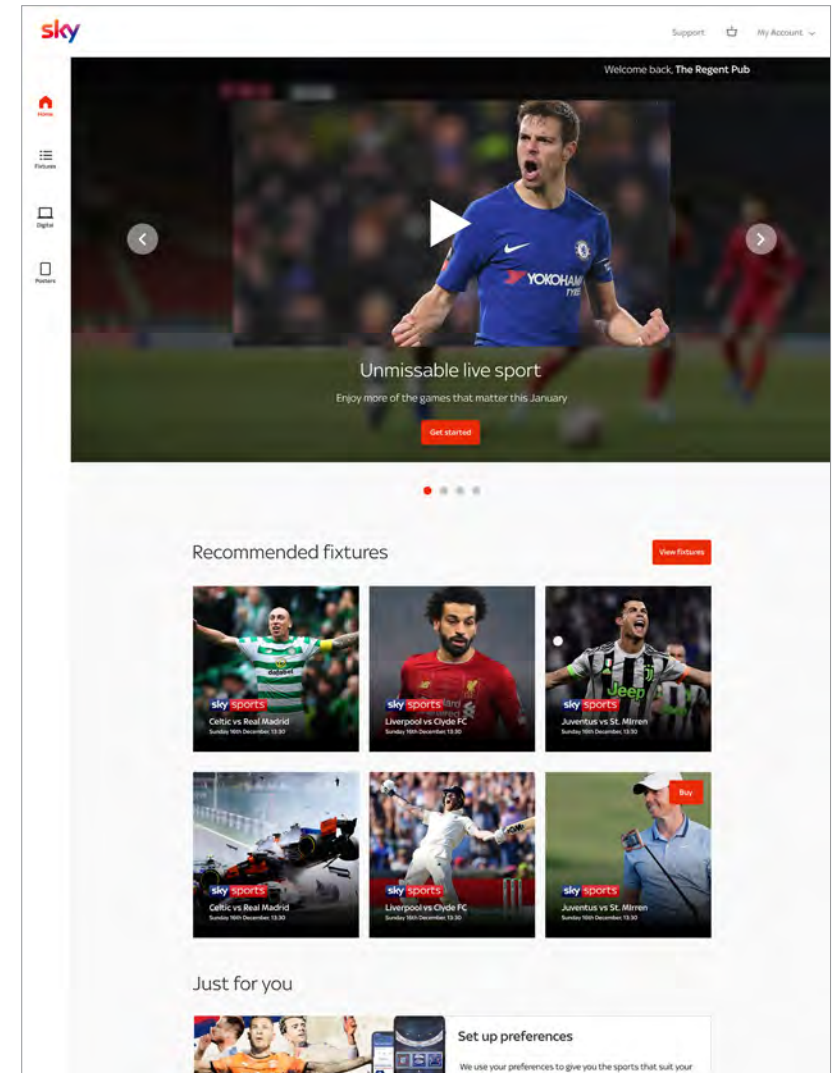 sky
Support
My Account
Welcome back, The Regent Pub
Home
Fixtures
Digital
Posters
YOKOHAMA
TYRES
Unmissable live sport
Enjoy more of the games that matter this January
Get started
Recommended fixtures
View fixtures
dafabet
Jeep
sky sports
Celtic vs Real Madrid
Sunday 16th December, 13:30
sky sports
Liverpool vs Clyde FC
Sunday 16th December, 13:30
sky sports
Juventus vs St. MIrren
Sunday 16th December, 13:30
Buy
sky sports
Celtic vs Real Madrid
Sunday 16th December, 13:30
sky sports
Liverpool vs Clyde FC
Sunday 16th December, 13:30
sky sports
Juventus vs St. MIrren
Sunday 16th December, 13:30
Just for you
Set up preferences
We use your preferences to give you the sports that suit your